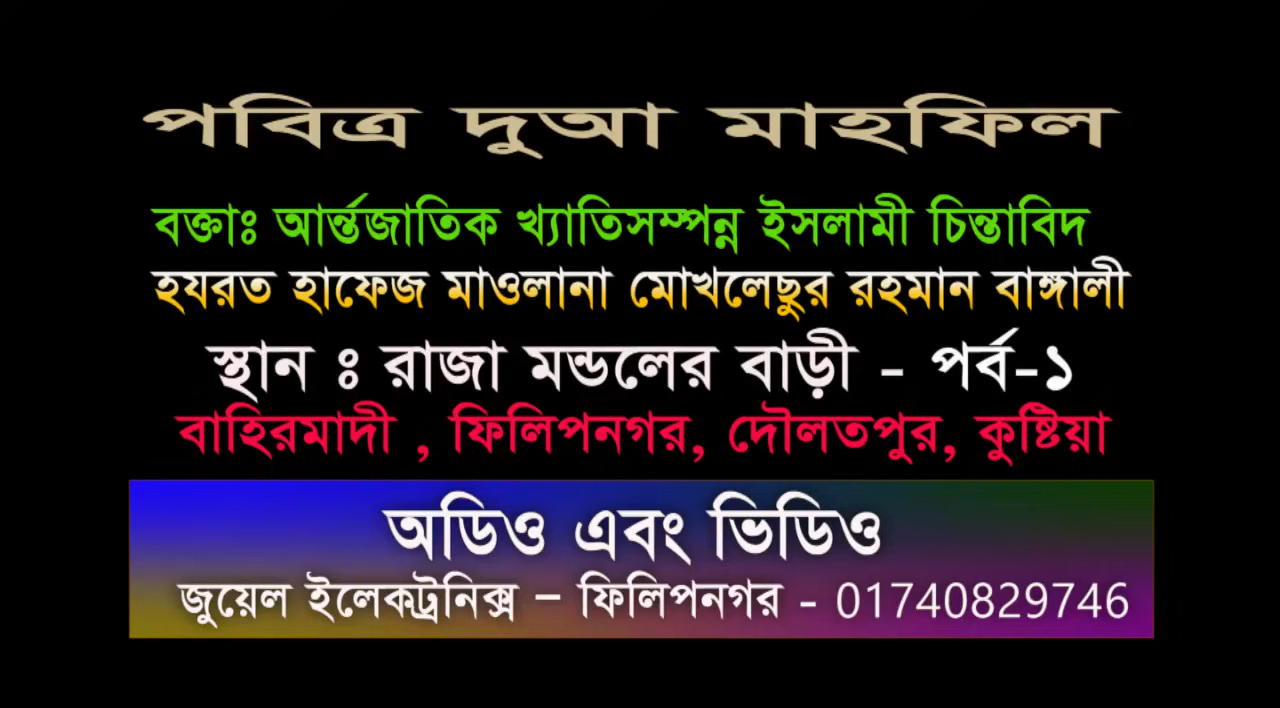 পবিত্র দুআ মাহফিল
বক্তাঃ আর্ন্তজাতিক খ্যাতিসম্পন্ন ইসলামী চিন্তাবিদ
হযরত হাফেজ মাওলানা মোখলেছুর রহমান বাঙ্গালী
স্থান ঃ রাজা মন্ডলের বাড়ী - পর্ব-১
বাহিরমাদী , ফিলিপনগর, দৌলতপুর, কুষ্টিয়া
অডিও এবং ভিডিও
জুয়েল ইলেকট্রনিক্স – ফিলিপনগর - 01740829746